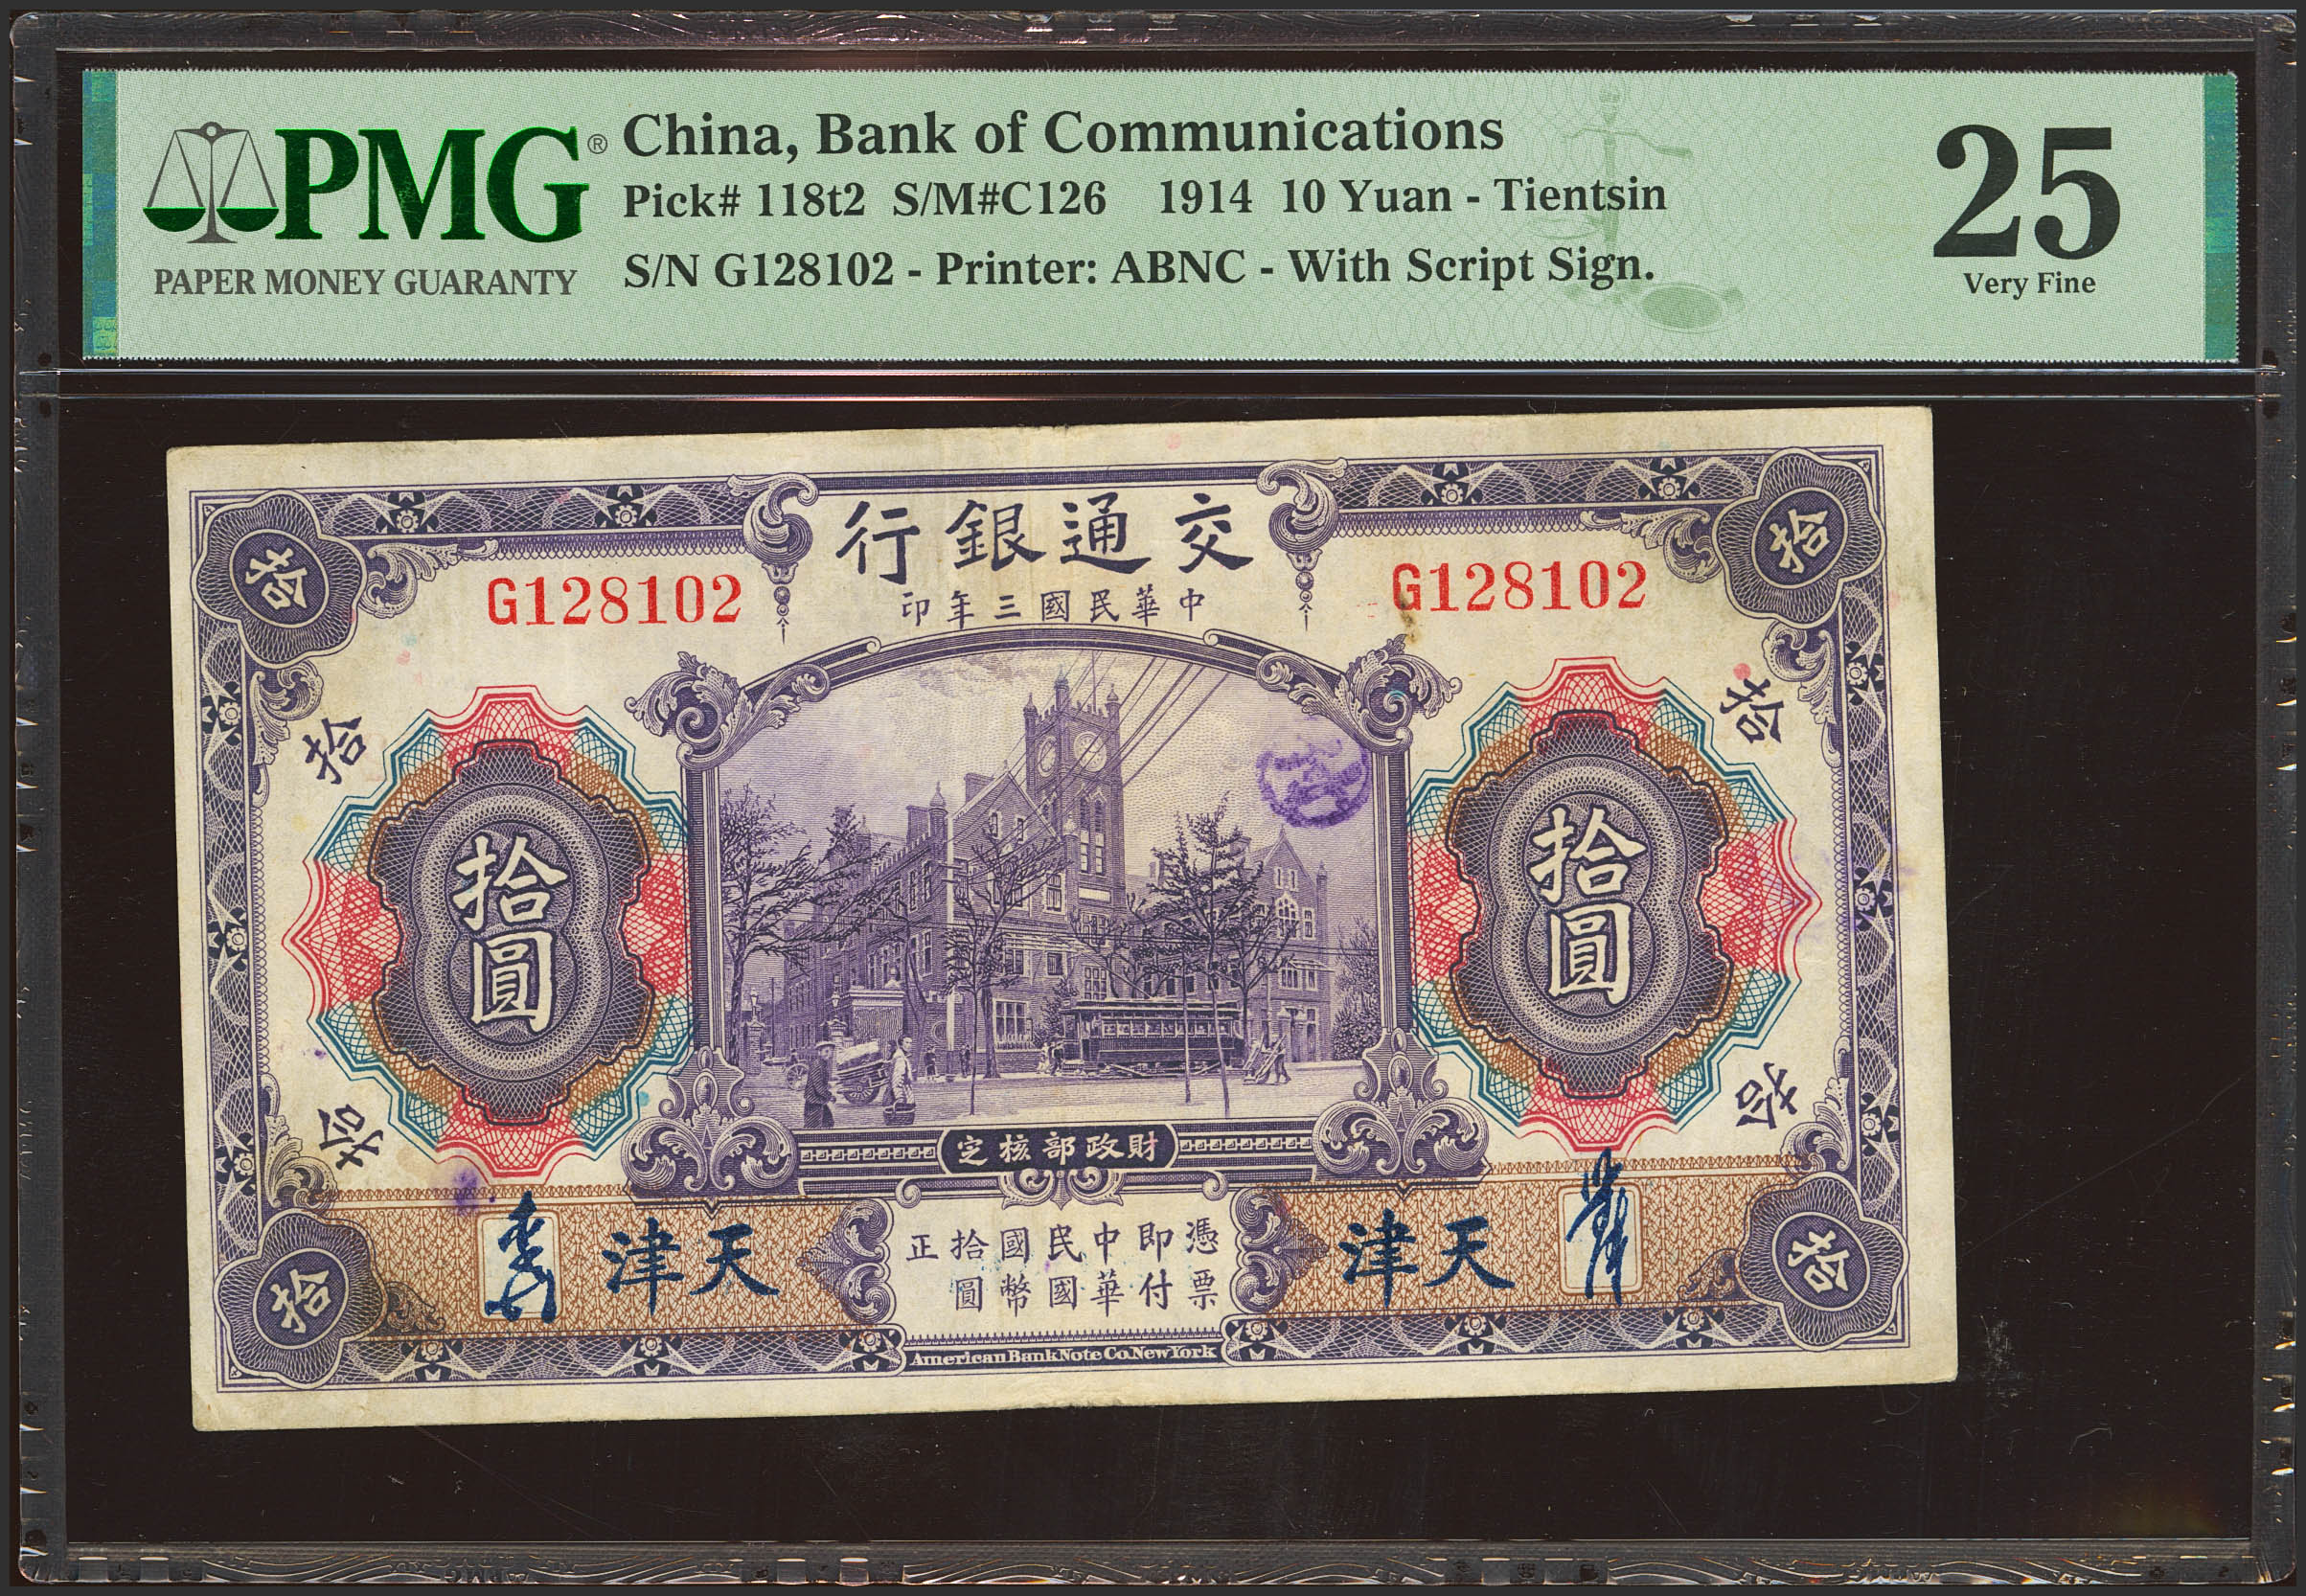 PMG®
PAPER MONEY GUARANTY
China, Bank of Communications
Pick# 118t2 S/M#C126 1914 10 Yuan - Tientsin
S/N G128102 - Printer: ABNC - With Script Sign.
25
Very Fine
行銀通交
印年三國民華中
G128102
G128102
拾
拾
拾
拾
拾圓
拾圓
拾
拾
定核部政財
天津
天津
憑票即付中華民國國幣拾圓正
拾
拾
American Bank Note Co. New York